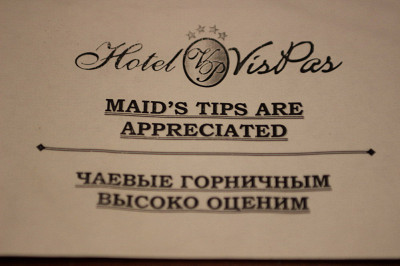 Hotel VP VisPas
MAID'S TIPS ARE
APPRECIATED
ЧАЕВЫЕ ГОРНИЧНЫМ
ВЫСОКО ОЦЕНИМ